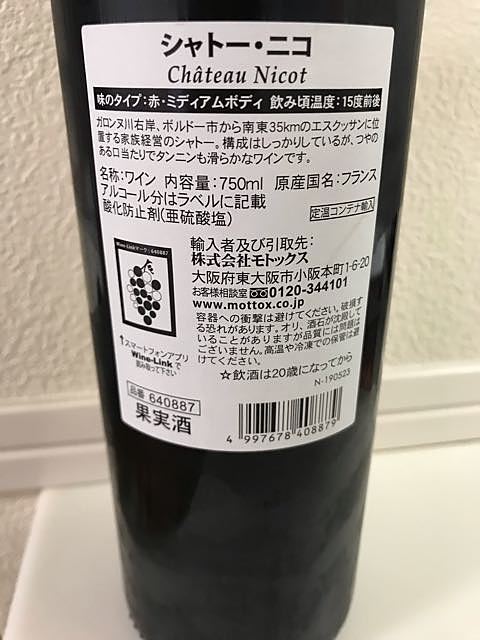 シャトー・ニコ
Château Nicot
味のタイプ：赤・ミディアムボディ 飲み頃温度：15度前後
ガロンヌ川右岸、ボルドー市から南東35kmのエスクッサンに位
置する家族経営のシャトー。構成はしっかりしているが、つやの
ある口当たりでタンニンも滑らかなワインです。
名称：ワイン 内容量：750ml 原産国名：フランス
アルコール分はラベルに記載
酸化防止剤(亜硫酸塩)
定温コンテナ輸入
Wine-Linkマーク：640887
輸入者及び引取先：
株式会社モトックス
大阪府東大阪市小阪本町1-6-20
お客様相談室 0120-344101
www.mottox.co.jp
容器への衝撃は避けてください。破損す
る恐れがあります。オリ、酒石が沈殿して
いることがありますが品質には問題は
ございません。高温や冷凍での保管は避
けてください。
↑スマートフォンアプリ
Wine-Linkで
読み取って下さい
☆飲酒は20歳になってから
N-190523
品番 640887
果実酒
4 997678 408879